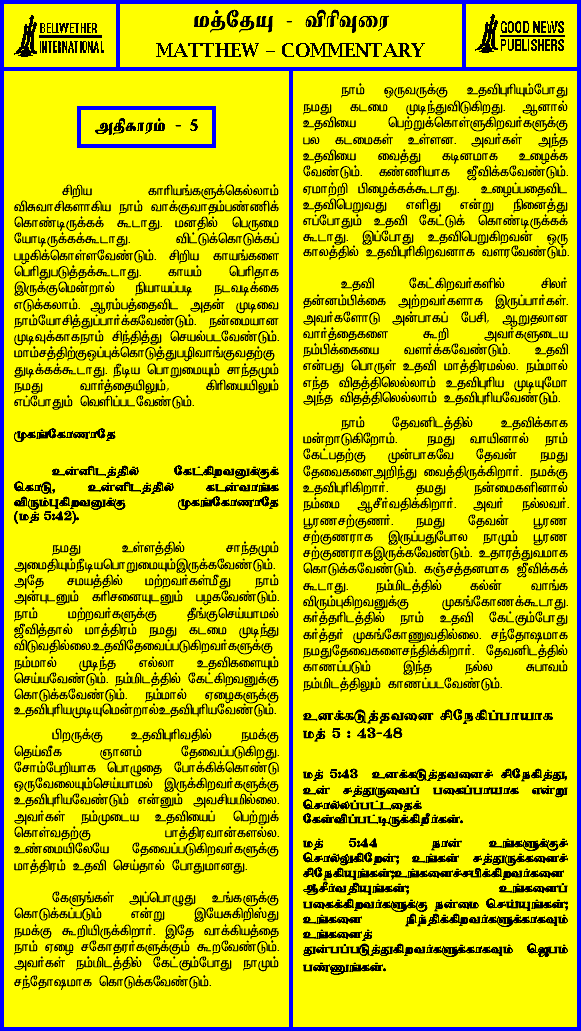 BELWETHER
INTERNATIONAL
மத்தேயு - விரிவுரை
MATTHEW – COMMENTARY
GOOD NEWS
PUBLISHERS
அதிகாரம் - 5
சிறிய காரியங்களுக்கெல்லாம்
விசுவாசிகளாகிய நாம் வாக்குவாதம்பண்ணிக்
கொண்டிருக்கக் கூடாது. மனதில் பெருமை
யோடிருக்கக்கூடாது. விட்டுக்கொடுக்கப்
பழகிக்கொள்ளவேண்டும். சிறிய காயங்களை
பெரிதுபடுத்தக்கூடாது. காயம் பெரிதாக
இருக்குமென்றால் நியாயப்படி நடவடிக்கை
எடுக்கலாம். ஆரம்பத்தைவிட அதன் முடிவை
நாம்யோசித்துப்பார்க்கவேண்டும். நன்மையான
முடிவுக்காகநாம் சிந்தித்து செயல்படவேண்டும்.
மாம்சத்திற்குஒப்புக்கொடுத்துபழிவாங்குவதற்கு
துடிக்கக்கூடாது. நீடிய பொறுமையும் சாந்தமும்
நமது வார்த்தையிலும், கிரியையிலும்
எப்போதும் வெளிப்படவேண்டும்.
முகங்கோணாதே
உன்னிடத்தில் கேட்கிறவனுக்குக்
கொடு, உன்னிடத்தில் கடன்வாங்க
விரும்புகிறவனுக்கு முகங்கோணாதே
(மத் 5:42).
நமது உள்ளத்தில் சாந்தமும்
அமைதியும்நீடியபொறுமையும்இருக்கவேண்டும்.
அதே சமயத்தில் மற்றவர்கள்மீது நாம்
அன்புடனும் கரிசனையுடனும் பழகவேண்டும்.
நாம் மற்றவர்களுக்கு தீங்குசெய்யாமல்
ஜீவித்தால் மாத்திரம் நமது கடமை முடிந்து
விடுவதில்லை.உதவிதேவைப்படுகிறவர்களுக்கு
நம்மால் முடிந்த எல்லா உதவிகளையும்
செய்யவேண்டும். நம்மிடத்தில் கேட்கிறவனுக்கு
கொடுக்கவேண்டும். நம்மால் ஏழைகளுக்கு
உதவிபுரியமுடியுமென்றால்உதவிபுரியவேண்டும்.
பிறருக்கு உதவிபுரிவதில் நமக்கு
தெய்வீக ஞானம் தேவைப்படுகிறது.
சோம்பேறியாக பொழுதை போக்கிக்கொண்டு
ஒருவேலையும்செய்யாமல் இருக்கிறவர்களுக்கு
உதவிபுரியவேண்டும் என்னும் அவசியமில்லை.
அவர்கள் நம்முடைய உதவியைப் பெற்றுக்
கொள்வதற்கு பாத்திரவான்களல்ல.
உண்மையிலேயே தேவைப்படுகிறவர்களுக்கு
மாத்திரம் உதவி செய்தால் போதுமானது.
கேளுங்கள் அப்பொழுது உங்களுக்கு
கொடுக்கப்படும் என்று இயேசுகிறிஸ்து
நமக்கு கூறியிருக்கிறார். இதே வாக்கியத்தை
நாம் ஏழை சகோதரர்களுக்கும் கூறவேண்டும்.
அவர்கள் நம்மிடத்தில் கேட்கும்போது நாமும்
சந்தோஷமாக கொடுக்கவேண்டும்.
நாம் ஒருவருக்கு உதவிபுரியும்போது
நமது கடமை முடிந்துவிடுகிறது. ஆனால்
உதவியை பெற்றுக்கொள்ளுகிறவர்களுக்கு
பல கடமைகள் உள்ளன. அவர்கள் அந்த
உதவியை வைத்து கடினமாக உழைக்க
வேண்டும். கண்ணியாக ஜீவிக்கவேண்டும்.
ஏமாற்றி பிழைக்கக்கூடாது. உழைப்பதைவிட
உதவிபெறுவது எளிது என்று நினைத்து
எப்போதும் உதவி கேட்டுக் கொண்டிருக்கக்
கூடாது. இப்போது உதவிபெறுகிறவன் ஒரு
காலத்தில் உதவிபுரிகிறவனாக வளரவேண்டும்.
உதவி கேட்கிறவர்களில் சிலர்
தன்னம்பிக்கை அற்றவர்களாக இருப்பார்கள்.
அவர்களோடு அன்பாகப் பேசி, ஆறுதலான
வார்த்தைகளை கூறி அவர்களுடைய
நம்பிக்கையை வளர்க்கவேண்டும். உதவி
என்பது பொருள் உதவி மாத்திரமல்ல. நம்மால்
எந்த விதத்திலெல்லாம் உதவிபுரிய முடியுமோ
அந்த விதத்திலெல்லாம் உதவிபுரியவேண்டும்.
நாம் தேவனிடத்தில் உதவிக்காக
மன்றாடுகிறோம். நமது வாயினால் நாம்
கேட்பதற்கு முன்பாகவே தேவன் நமது
தேவைகளைஅறிந்து வைத்திருக்கிறார். நமக்கு
உதவிபுரிகிறார். தமது நன்மைகளினால்
நம்மை ஆசீர்வதிக்கிறார். அவர் நல்லவர்.
பூரணசற்குணர். நமது தேவன் பூரண
சற்குணராக இருப்பதுபோல நாமும் பூரண
சற்குணராகஇருக்கவேண்டும். உதாரத்துவமாக
கொடுக்கவேண்டும். கஞ்சத்தனமாக ஜீவிக்கக்
கூடாது. நம்மிடத்தில் கல்ன் வாங்க
விரும்புகிறவனுக்கு முகங்கோணக்கூடாது.
கர்த்தரிடத்தில் நாம் உதவி கேட்கும்போது
கர்த்தர் முகங்கோணுவதில்லை. சந்தோஷமாக
நமதுதேவைகளைசந்திக்கிறார். தேவனிடத்தில்
காணப்படும் இந்த நல்ல சுபாவம்
நம்மிடத்திலும் காணப்படவேண்டும்.
உனக்கடுத்தவனை சிநேகிப்பாயாக
மத் 5 : 43-48
மத் 5:43 உனக்கடுத்தவனைச் சிநேகித்து,
உன் சத்துருவைப் பகைப்பாயாக என்று
சொல்லப்பட்டதைக்
கேள்விப்பட்டிருக்கிறீர்கள்.
மத் 5:44 நான் உங்களுக்குச்
சொல்லுகிறேன்; உங்கள் சத்துருக்களைச்
சிநேகியுங்கள்;உங்களைச்சபிக்கிறவர்களை
ஆசீர்வதியுங்கள்; உங்களைப்
பகைக்கிறவர்களுக்கு நன்மை செய்யுங்கள்;
உங்களை நிந்திக்கிறவர்களுக்காகவும்
உங்களைத்
துன்பப்படுத்துகிறவர்களுக்காகவும் ஜெபம்
பண்ணுங்கள்.